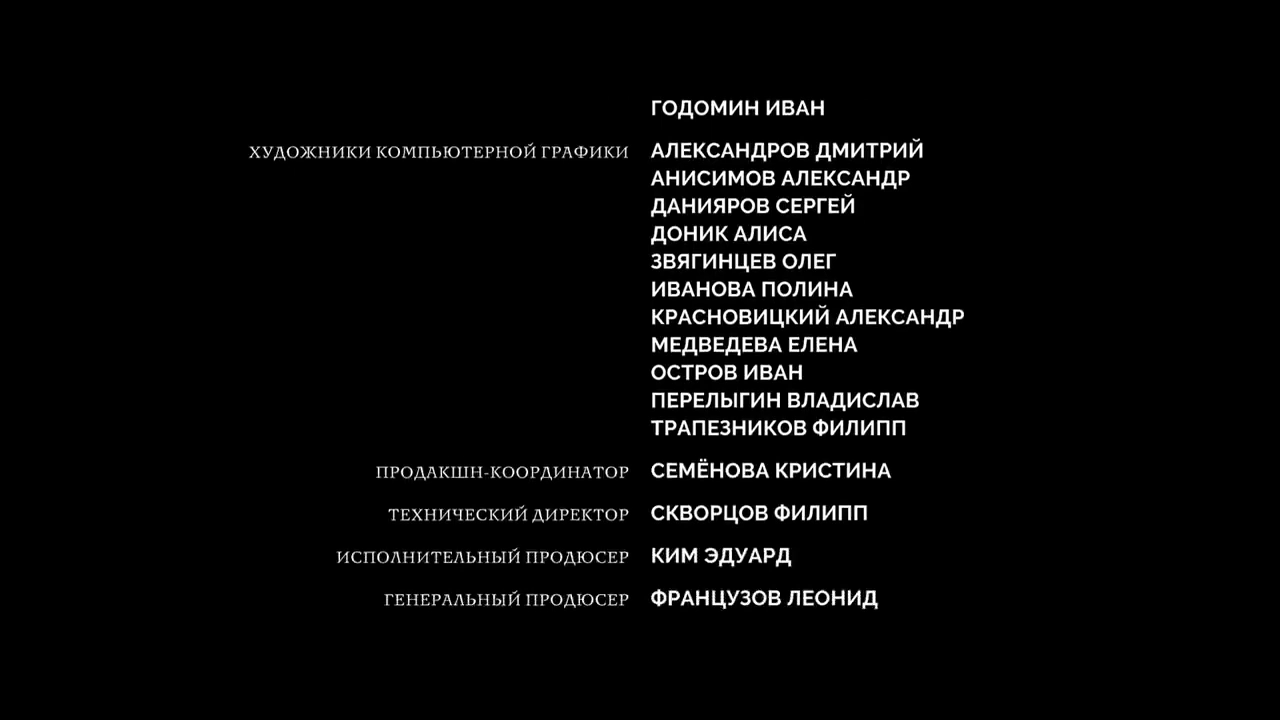 ГОДОМИН ИВАН
ХУДОЖНИКИ КОМПЬЮТЕРНОЙ ГРАФИКИ АЛЕКСАНДРОВ ДМИТРИЙ
АНИСИМОВ АЛЕКСАНДР
ДАНИЯРОВ СЕРГЕЙ
ДОНИК АЛИСА
ЗВЯГИНЦЕВ ОЛЕГ
ИВАНОВА ПОЛИНА
КРАСНОВИЦКИЙ АЛЕКСАНДР
МЕДВЕДЕВА ЕЛЕНА
ОСТРОВ ИВАН
ПЕРЕЛЫГИН ВЛАДИСЛАВ
ТРАПЕЗНИКОВ ФИЛИПП
ПРОДАКШН-КООРДИНАТОР СЕМЁНОВА КРИСТИНА
ТЕХНИЧЕСКИЙ ДИРЕКТОР СКВОРЦОВ ФИЛИПП
ИСПОЛНИТЕЛЬНЫЙ ПРОДЮСЕР КИМ ЭДУАРД
ГЕНЕРАЛЬНЫЙ ПРОДЮСЕР ФРАНЦУЗОВ ЛЕОНИД